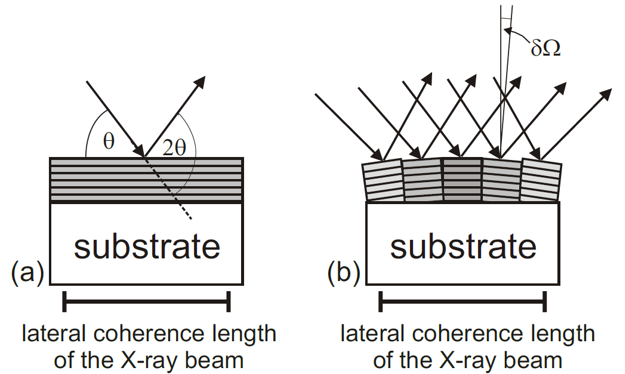 θ
2θ
substrate
(a)
lateral coherence length
of the X-ray beam
δΩ
substrate
(b)
lateral coherence length
of the X-ray beam